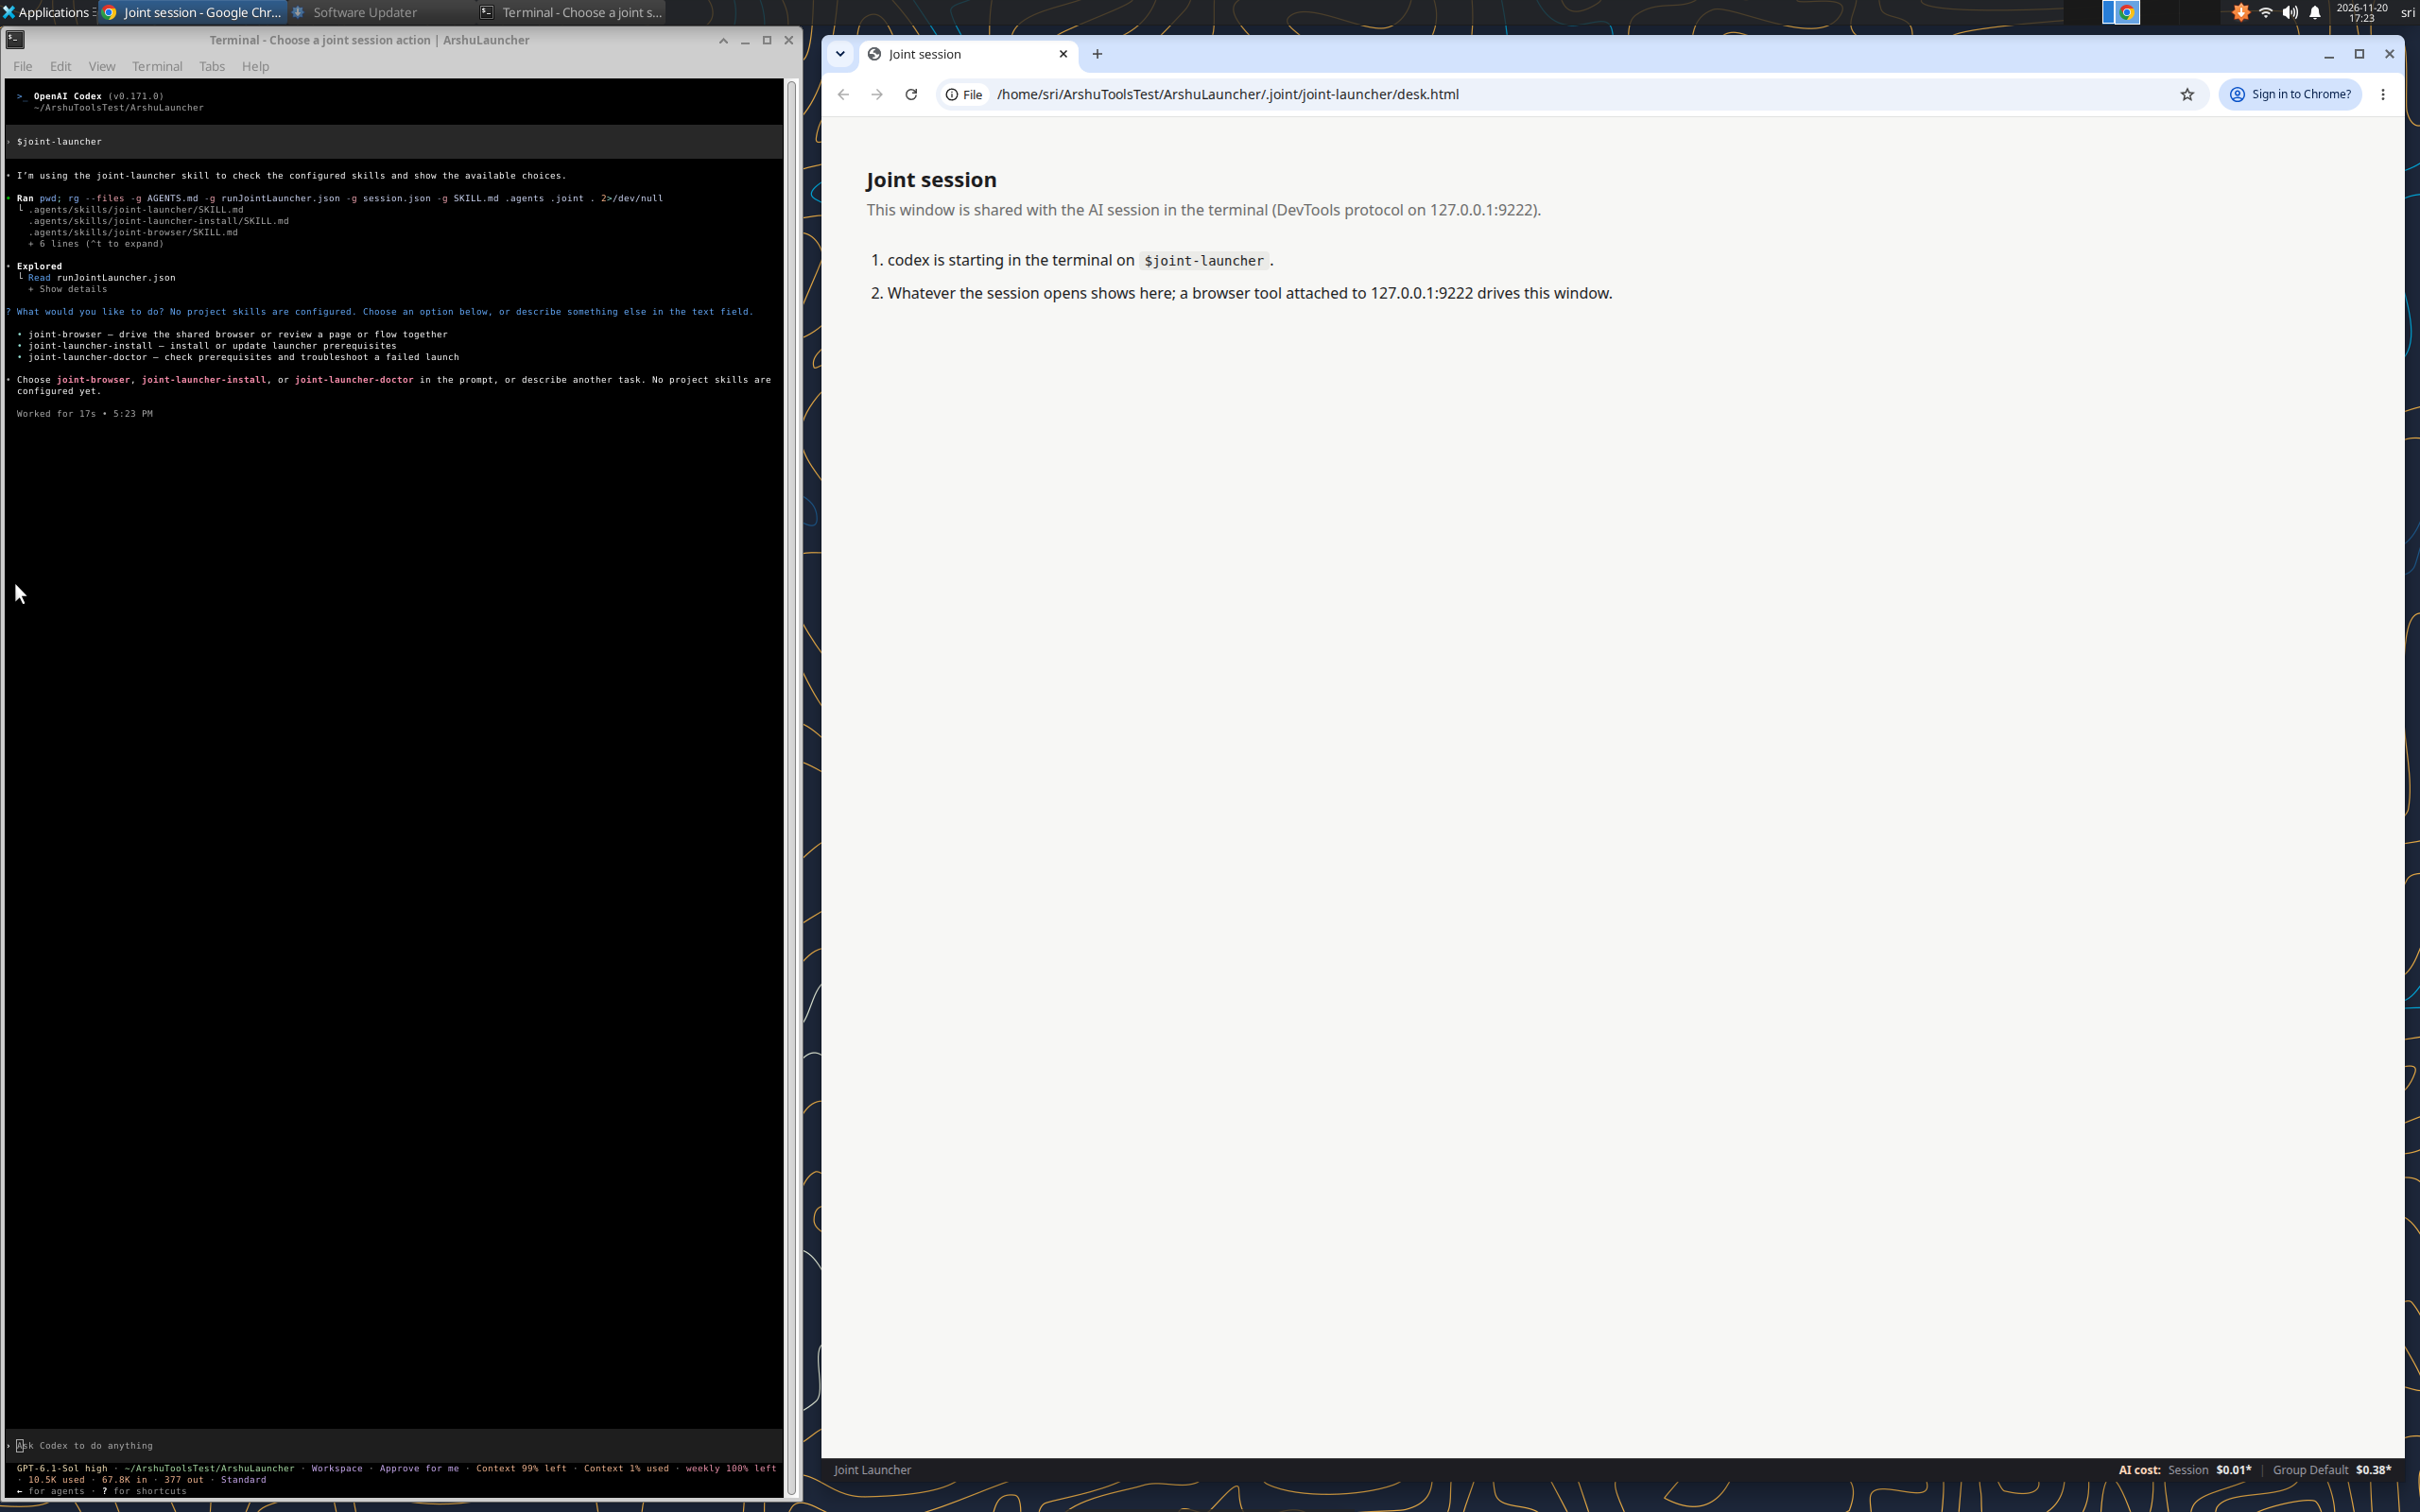 Applications
Joint session - Google Chr...
Software Updater
Terminal - Choose a joint s...
2026-11-20
17:23
sri
Terminal - Choose a joint session action | ArshuLauncher
File Edit View Terminal Tabs Help
>_ OpenAI Codex (v0.171.0)
~/ArshuToolsTest/ArshuLauncher
› $joint-launcher
• I'm using the joint-launcher skill to check the configured skills and show the available choices.
• Ran pwd; rg --files -g AGENTS.md -g runJointLauncher.json -g session.json -g SKILL.md .agents .joint . 2>/dev/null
└ .agents/skills/joint-launcher/SKILL.md
.agents/skills/joint-launcher-install/SKILL.md
.agents/skills/joint-browser/SKILL.md
+ 6 lines (^t to expand)
• Explored
└ Read runJointLauncher.json
+ Show details
? What would you like to do? No project skills are configured. Choose an option below, or describe something else in the text field.
• joint-browser — drive the shared browser or review a page or flow together
• joint-launcher-install — install or update launcher prerequisites
• joint-launcher-doctor — check prerequisites and troubleshoot a failed launch
• Choose joint-browser, joint-launcher-install, or joint-launcher-doctor in the prompt, or describe another task. No project skills are
configured yet.
Worked for 17s • 5:23 PM
› Ask Codex to do anything
GPT-6.1-Sol high · ~/ArshuToolsTest/ArshuLauncher · Workspace · Approve for me · Context 99% left · Context 1% used · weekly 100% left
· 10.5K used · 67.8K in · 377 out · Standard
← for agents · ? for shortcuts
Joint session
File /home/sri/ArshuToolsTest/ArshuLauncher/.joint/joint-launcher/desk.html
Sign in to Chrome?
Joint session
This window is shared with the AI session in the terminal (DevTools protocol on 127.0.0.1:9222).
1. codex is starting in the terminal on $joint-launcher.
2. Whatever the session opens shows here; a browser tool attached to 127.0.0.1:9222 drives this window.
Joint Launcher
AI cost: Session $0.01* | Group Default $0.38*